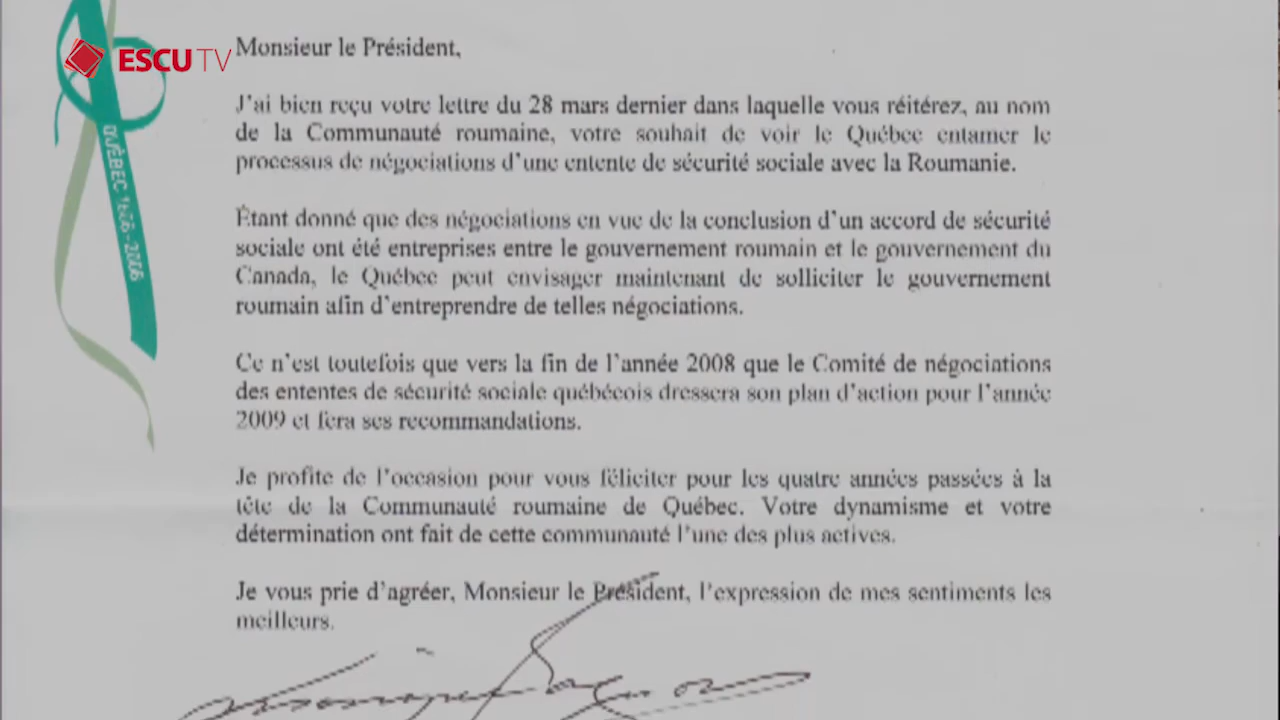 ESCU TV
Monsieur le Président,
J'ai bien reçu votre lettre du 28 mars dernier dans laquelle vous réitérez, au nom
de la Communauté roumaine, votre souhait de voir le Québec entamer le
processus de négociations d'une entente de sécurité sociale avec la Roumanie.
Étant donné que des négociations en vue de la conclusion d'un accord de sécurité
sociale ont été entreprises entre le gouvernement roumain et le gouvernement du
Canada, le Québec peut envisager maintenant de solliciter le gouvernement
roumain afin d'entreprendre de telles négociations.
Ce n'est toutefois que vers la fin de l'année 2008 que le Comité de négociations
des ententes de sécurité sociale québécois dressera son plan d'action pour l'année
2009 et fera ses recommandations.
Je profite de l'occasion pour vous féliciter pour les quatre années passées à la
tête de la Communauté roumaine de Québec. Votre dynamisme et votre
détermination ont fait de cette communauté l'une des plus actives.
Je vous prie d'agréer, Monsieur le Président, l'expression de mes sentiments les
meilleurs.
QUÉBEC